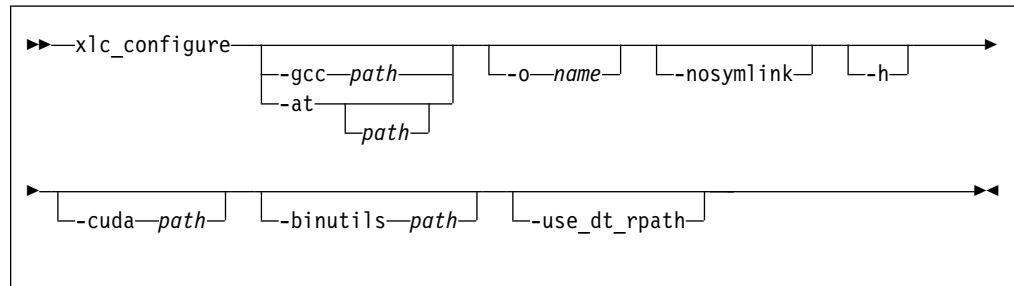 xlc_configure
-gcc path -o name -nosymlink -h
-at
path
-cuda path -binutils path -use_dt_rpath